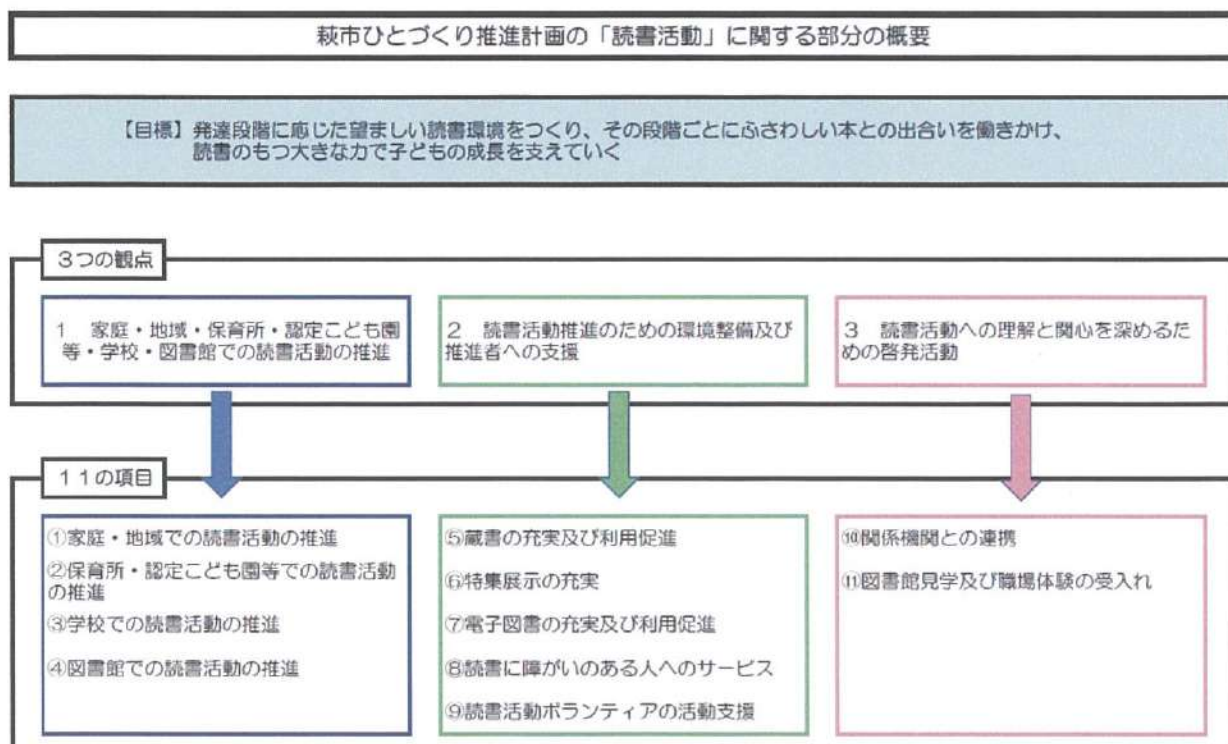 萩市ひとづくり推進計画の「読書活動」に関する部分の概要
【目標】発達段階に応じた望ましい読書環境をつくり、その段階ごとにふさわしい本との出合いを働きかけ、
読書のもつ大きな力で子どもの成長を支えていく
3つの観点
1　家庭・地域・保育所・認定こども園
等・学校・図書館での読書活動の推進
2　読書活動推進のための環境整備及び
推進者への支援
3　読書活動への理解と関心を深めるた
めの啓発活動
11の項目
①家庭・地域での読書活動の推進
②保育所・認定こども園等での読書活動
の推進
③学校での読書活動の推進
④図書館での読書活動の推進
⑤蔵書の充実及び利用促進
⑥特集展示の充実
⑦電子図書の充実及び利用促進
⑧読書に障がいのある人へのサービス
⑨読書活動ボランティアの活動支援
⑩関係機関との連携
⑪図書館見学及び職場体験の受入れ